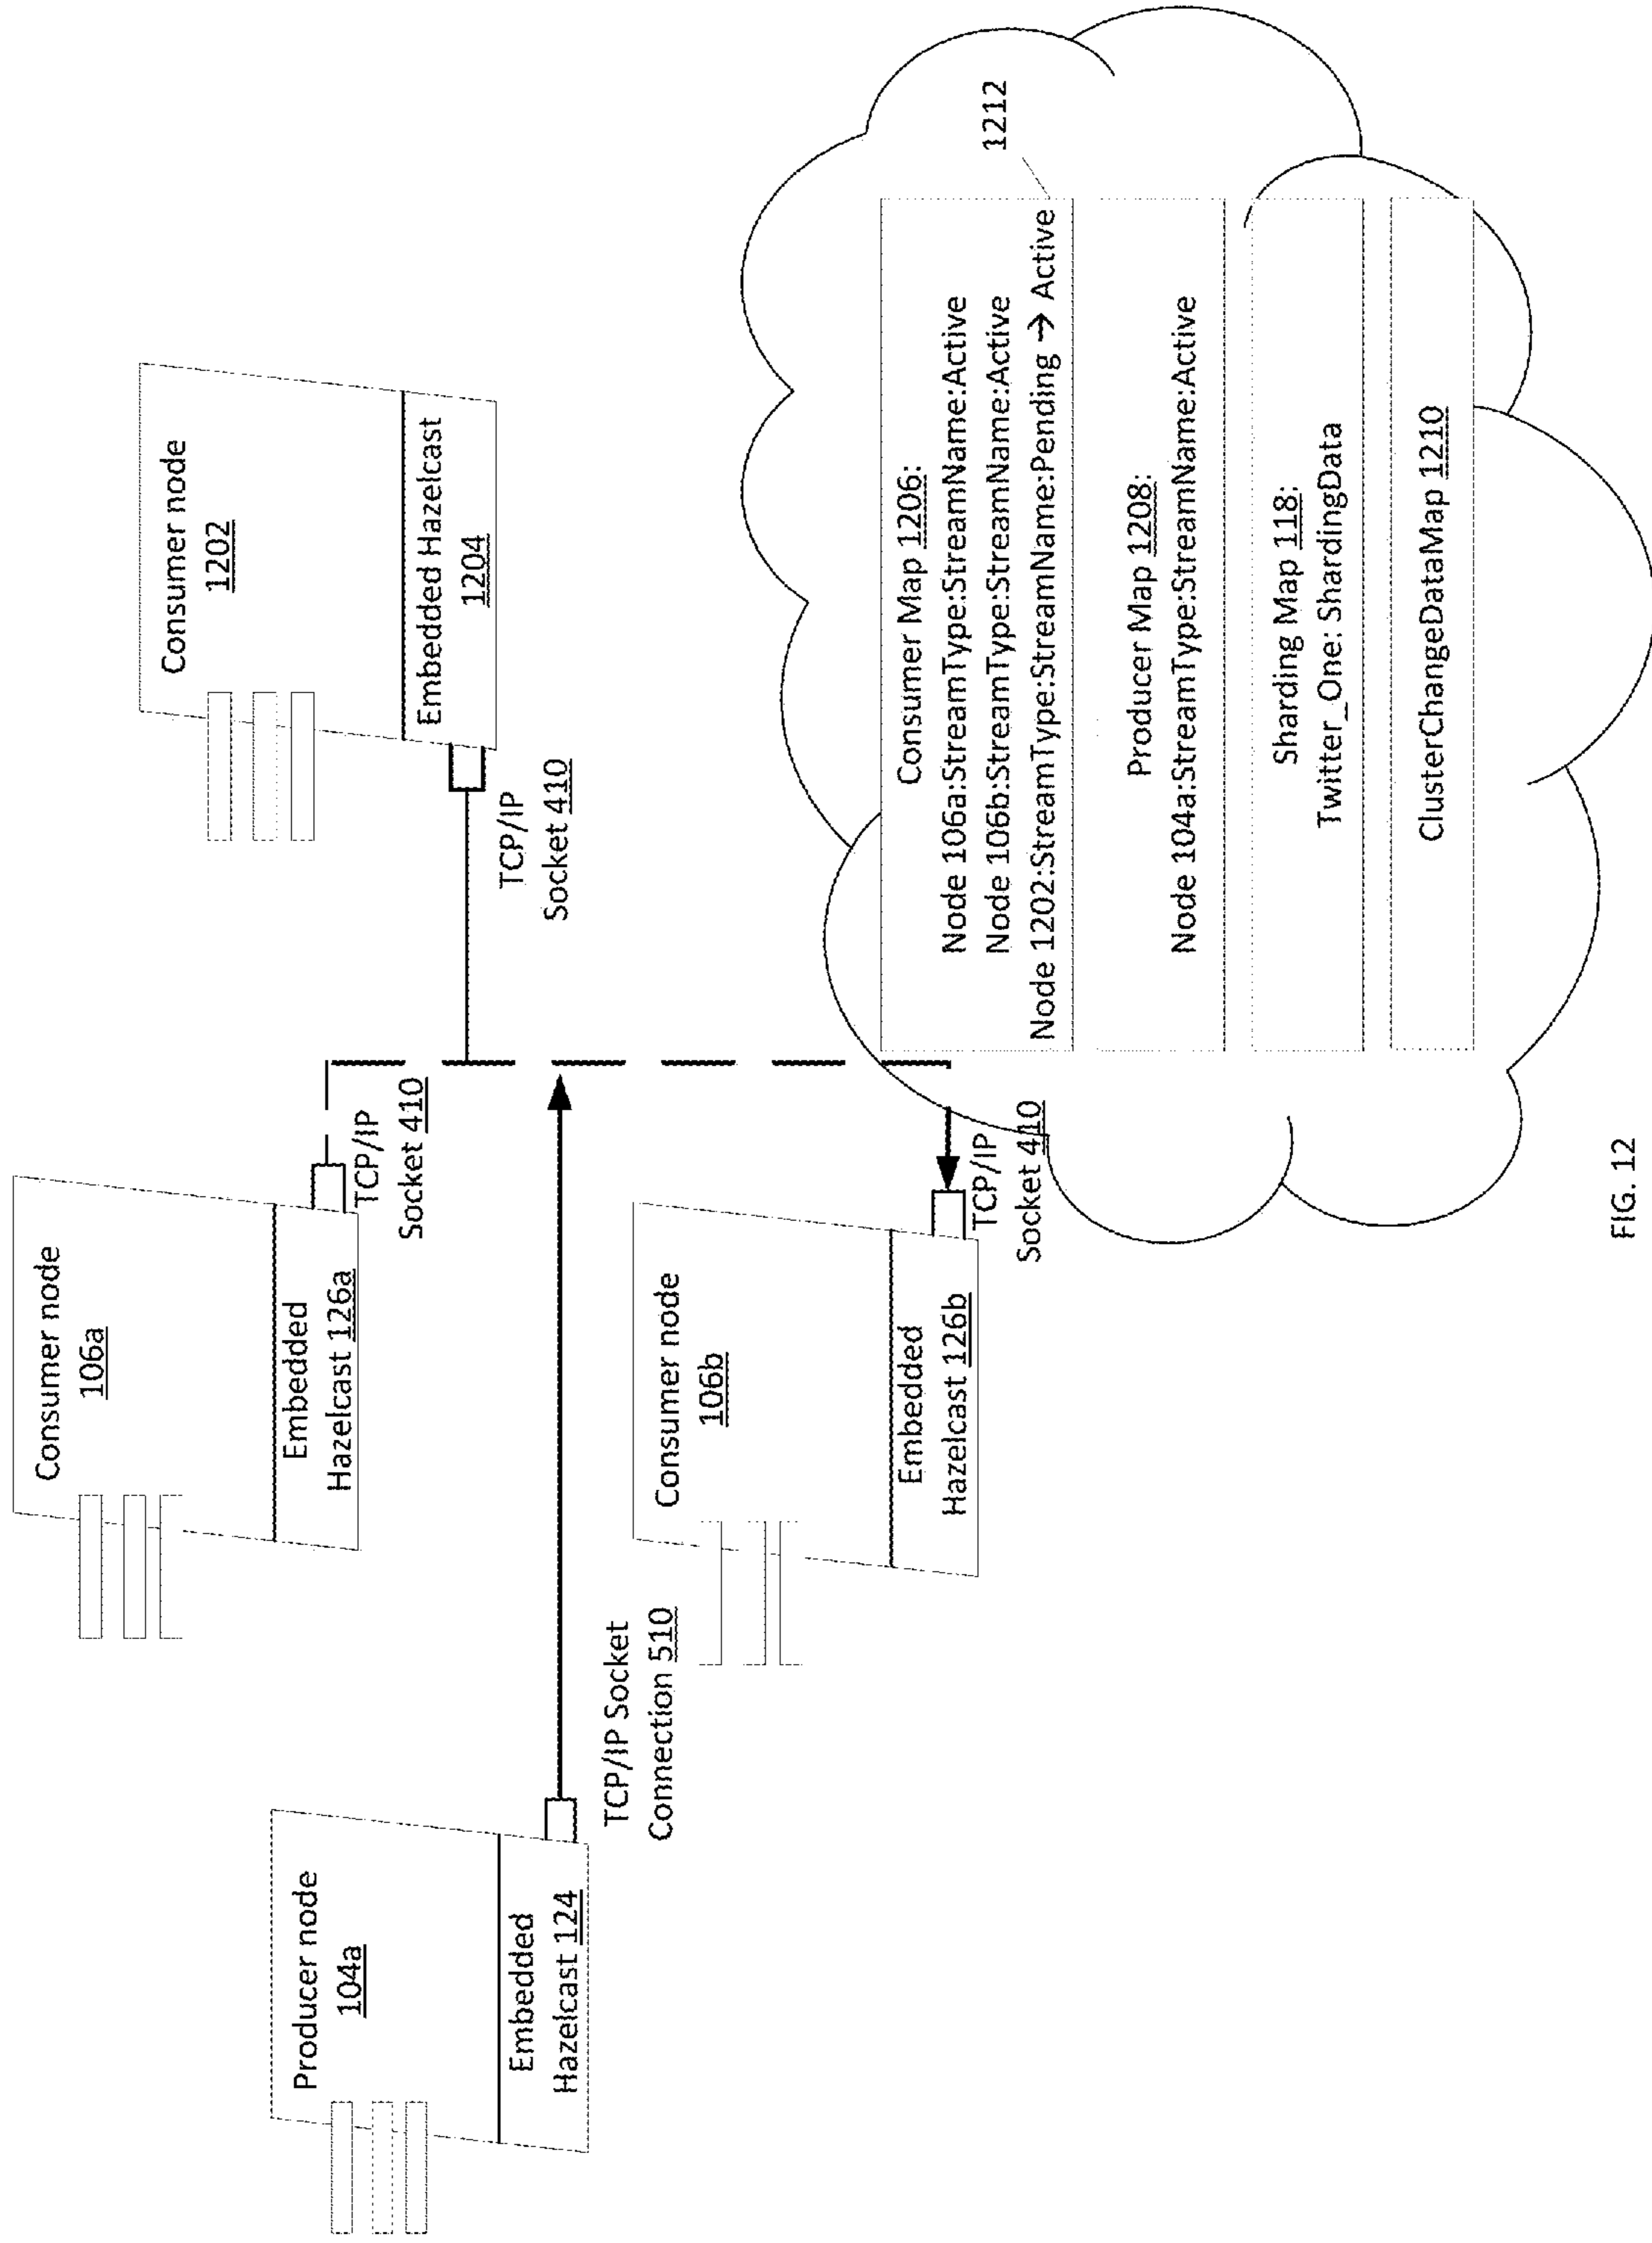 Consumer node
106a
Embedded
Hazelcast 126a
TCP/IP
Socket 410
Consumer node
1202
Embedded Hazelcast
1204
TCP/IP
Socket 410
Producer node
104a
Embedded
Hazelcast 124
TCP/IP Socket
Connection 510
Consumer node
106b
Embedded
Hazelcast 126b
TCP/IP
Socket 410
1212
Consumer Map 1206:
Node 106a:StreamType:StreamName:Active
Node 106b:StreamType:StreamName:Active
Node 1202:StreamType:StreamName:Pending → Active
Producer Map 1208:
Node 104a:StreamType:StreamName:Active
Sharding Map 118:
Twitter_One: ShardingData
ClusterChangeDataMap 1210
FIG. 12